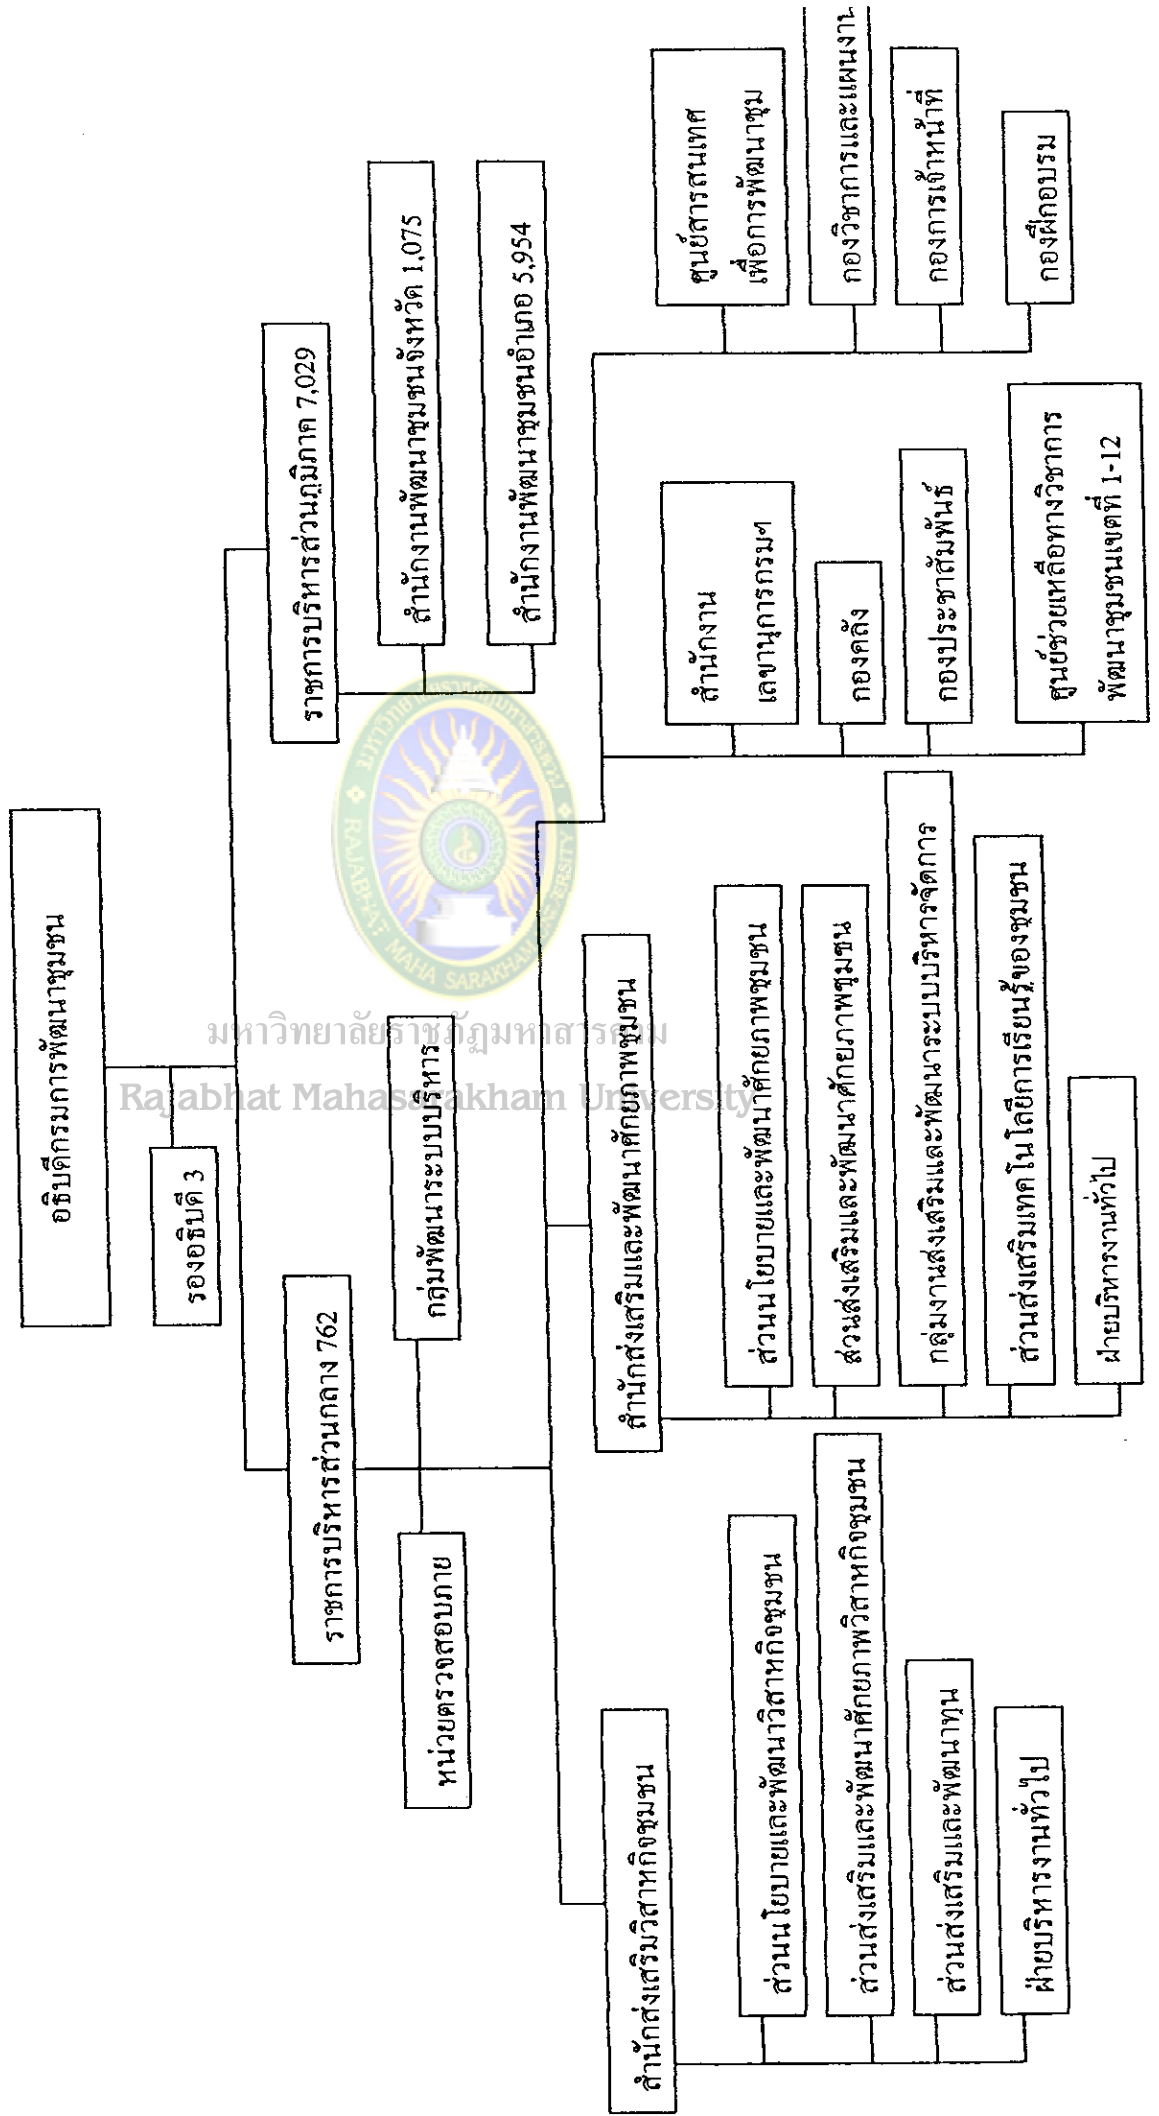 อธิบดีกรมการพัฒนาชุมชน
รองอธิบดี 3
ราชการบริหารส่วนกลาง 762
ราชการบริหารส่วนภูมิภาค 7,029
หน่วยตรวจสอบภาย
กลุ่มพัฒนาระบบบริหาร
สำนักงานพัฒนาชุมชนจังหวัด 1,075
สำนักงานพัฒนาชุมชนอำเภอ 5,954
สำนักส่งเสริมวิสาหกิจชุมชน
ส่วนนโยบายและพัฒนาวิสาหกิจชุมชน
ส่วนส่งเสริมและพัฒนาศักยภาพวิสาหกิจชุมชน
ส่วนส่งเสริมและพัฒนาทุน
ฝ่ายบริหารงานทั่วไป
สำนักส่งเสริมและพัฒนาศักยภาพชุมชน
ส่วนนโยบายและพัฒนาศักยภาพชุมชน
ส่วนส่งเสริมและพัฒนาศักยภาพชุมชน
กลุ่มงานส่งเสริมและพัฒนาระบบบริหารจัดการ
ส่วนส่งเสริมเทคโนโลยีการเรียนรู้ของชุมชน
ฝ่ายบริหารงานทั่วไป
สำนักงาน
เลขานุการกรมฯ
กองคลัง
กองประชาสัมพันธ์
ศูนย์ช่วยเหลือทางวิชาการ
พัฒนาชุมชนเขตที่ 1-12
ศูนย์สารสนเทศ
เพื่อการพัฒนาชุม
กองวิชาการและแผนงาน
กองการเจ้าหน้าที่
กองฝึกอบรม
มหาวิทยาลัยราชภัฏมหาสารคาม
Rajabhat Mahasarakham University
RAJABHAT MAHA SARAKHAM UNIVERSITY